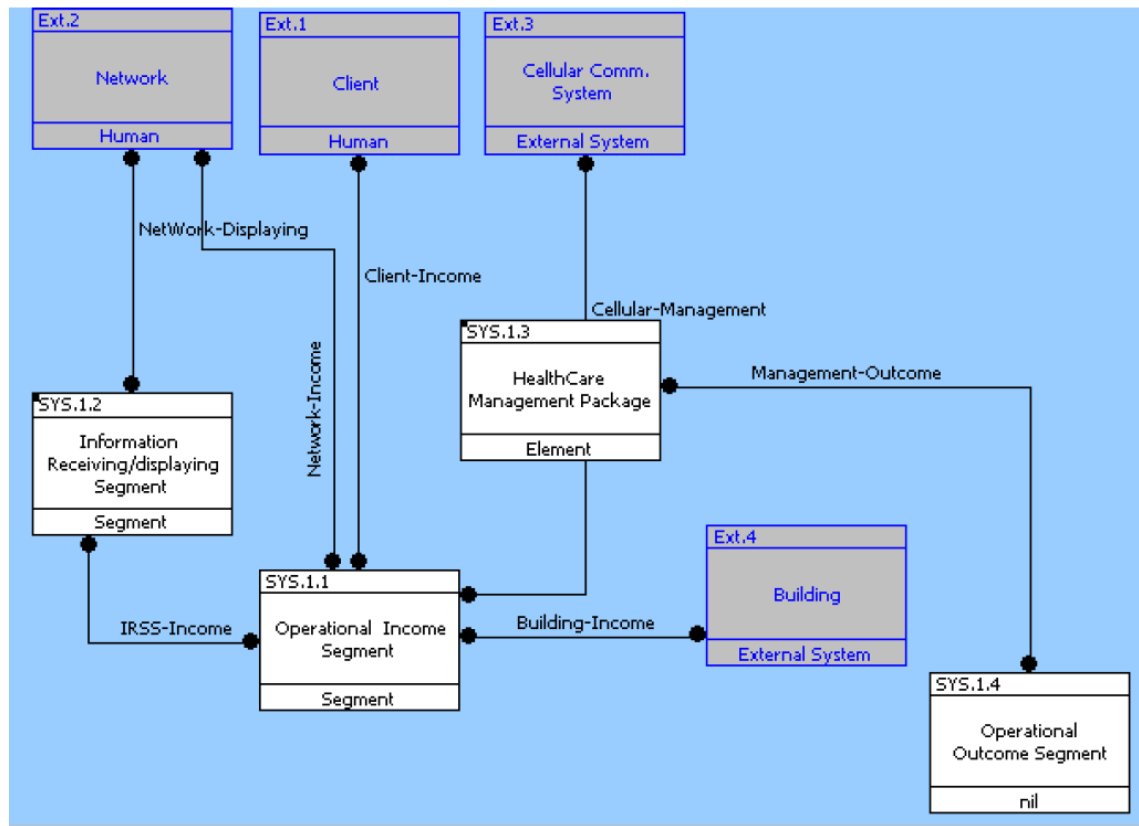 Ext.2
Network
Human
Ext.1
Client
Human
Ext.3
Cellular Comm.
System
External System
NetWork-Displaying
Client-Income
Cellular-Management
Network-Income
SYS.1.3
HealthCare
Management Package
Element
Management-Outcome
SYS.1.2
Information
Receiving/displaying
Segment
Segment
Ext.4
Building
External System
SYS.1.1
Operational Income
Segment
Segment
IRSS-Income
Building-Income
SYS.1.4
Operational
Outcome Segment
nil